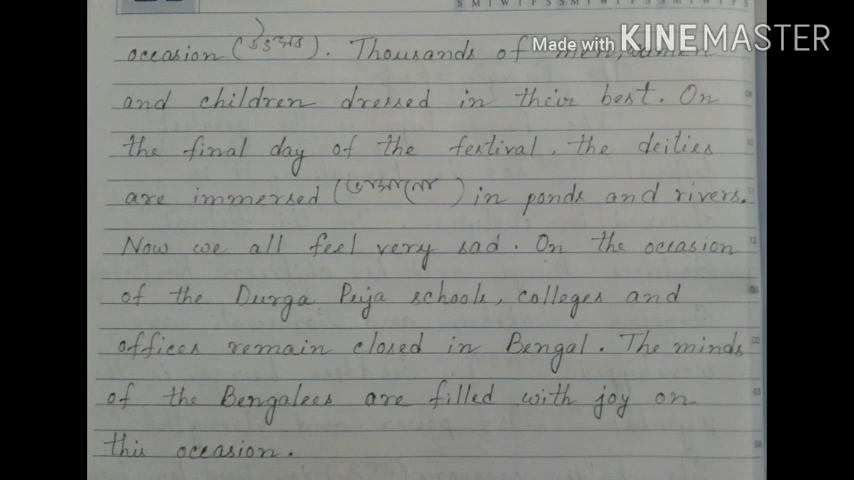 S M T W T F S S M T W T F S S M T W T F S
Made with KINEMASTER
occasion (উৎসব). Thousands of men, women
and children dressed in their best. On
the final day of the festival, the deities
are immersed (ভাসানো) in ponds and rivers.
Now we all feel very sad. On the occasion
of the Durga Puja schools, colleges and
offices remain closed in Bengal. The minds
of the Bengalees are filled with joy on
this occasion.